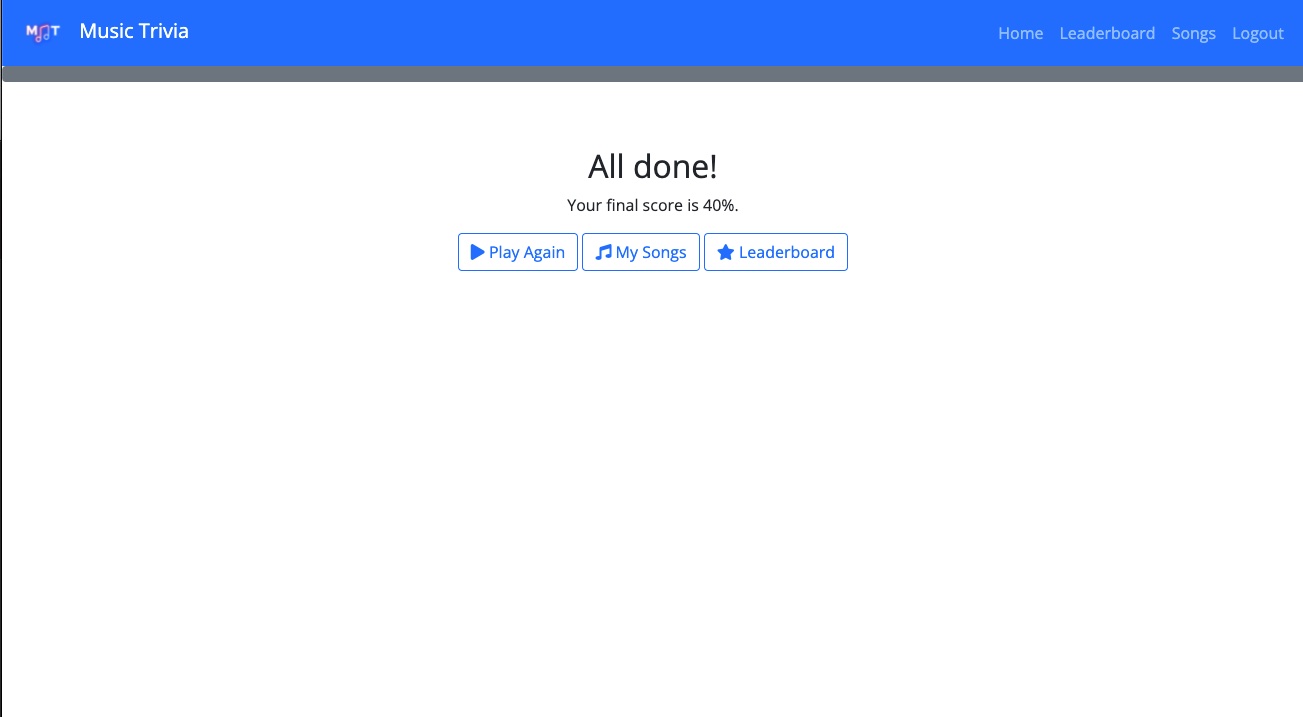 MT Music Trivia
Home Leaderboard Songs Logout
All done!
Your final score is 40%.
Play Again My Songs Leaderboard